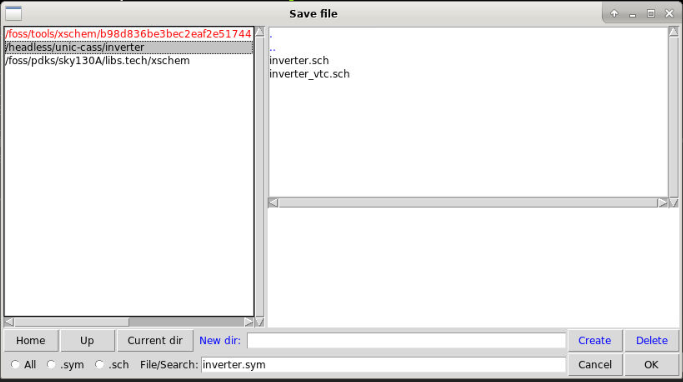 Save file
/foss/tools/xschem/b98d836be3bec2eaf2e51744
/headless/unic-cass/inverter
/foss/pdks/sky130A/libs.tech/xschem
.
..
inverter.sch
inverter_vtc.sch
Home Up Current dir New dir: Create Delete
All .sym .sch File/Search: inverter.sym Cancel OK